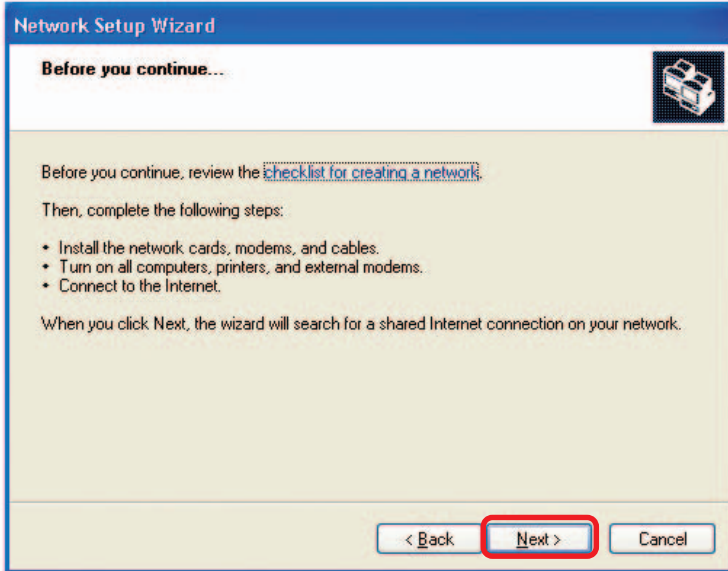 Network Setup Wizard
Before you continue...
Before you continue, review the checklist for creating a network.
Then, complete the following steps:
• Install the network cards, modems, and cables.
• Turn on all computers, printers, and external modems.
• Connect to the Internet.
When you click Next, the wizard will search for a shared Internet connection on your network.
< Back Next > Cancel